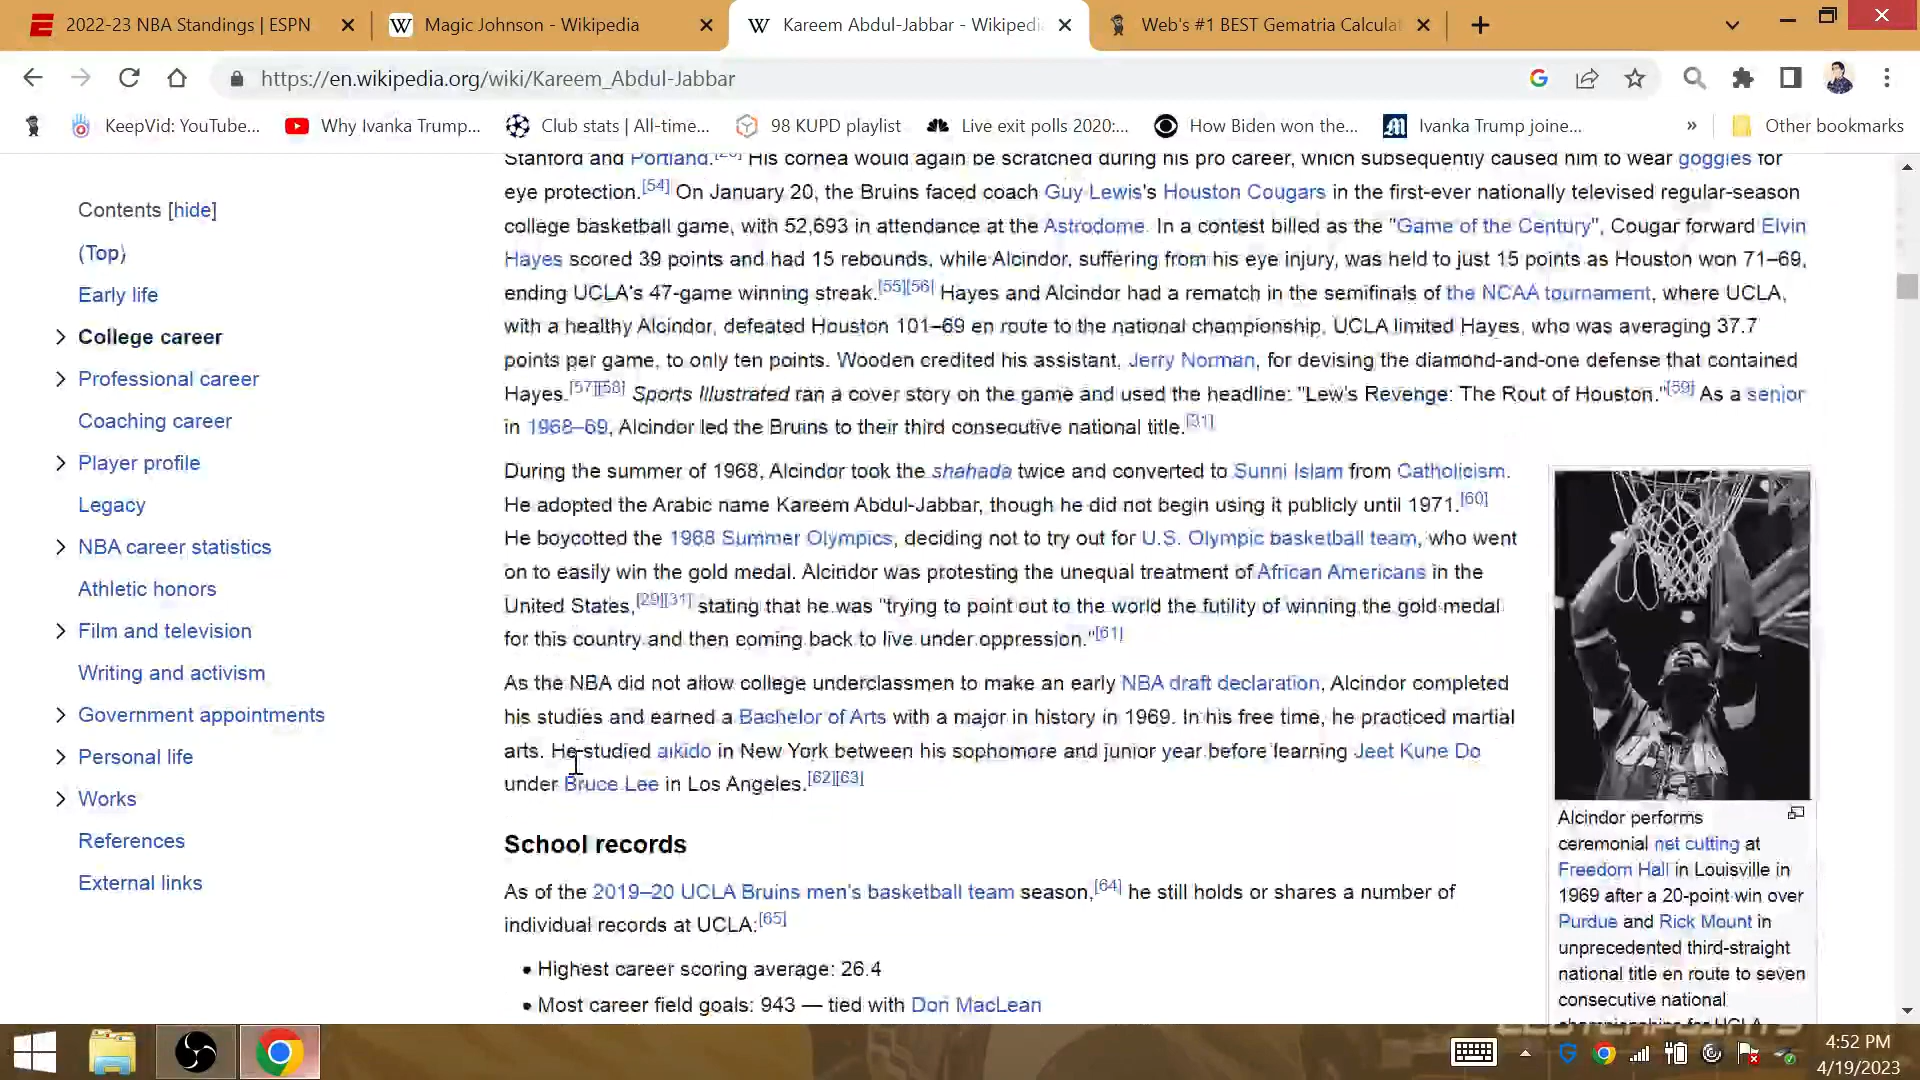 2022-23 NBA Standings | ESPN
Magic Johnson - Wikipedia
Kareem Abdul-Jabbar - Wikipedi
Web's #1 BEST Gematria Calculat
https://en.wikipedia.org/wiki/Kareem_Abdul-Jabbar
KeepVid: YouTube...
Why Ivanka Trump...
Club stats | All-time...
98 KUPD playlist
Live exit polls 2020:...
How Biden won the...
Ivanka Trump joine...
»
Other bookmarks
Contents [hide]
(Top)
Early life
College career
Professional career
Coaching career
Player profile
Legacy
NBA career statistics
Athletic honors
Film and television
Writing and activism
Government appointments
Personal life
Works
References
External links
Stanford and Portland. His cornea would again be scratched during his pro career, which subsequently caused him to wear goggles for
eye protection.[54] On January 20, the Bruins faced coach Guy Lewis's Houston Cougars in the first-ever nationally televised regular-season
college basketball game, with 52,693 in attendance at the Astrodome. In a contest billed as the "Game of the Century", Cougar forward Elvin
Hayes scored 39 points and had 15 rebounds, while Alcindor, suffering from his eye injury, was held to just 15 points as Houston won 71–69,
ending UCLA's 47-game winning streak.[55][56] Hayes and Alcindor had a rematch in the semifinals of the NCAA tournament, where UCLA,
with a healthy Alcindor, defeated Houston 101–69 en route to the national championship. UCLA limited Hayes, who was averaging 37.7
points per game, to only ten points. Wooden credited his assistant, Jerry Norman, for devising the diamond-and-one defense that contained
Hayes.[57][58] Sports Illustrated ran a cover story on the game and used the headline: "Lew's Revenge: The Rout of Houston."[59] As a senior
in 1968–69, Alcindor led the Bruins to their third consecutive national title.[31]
During the summer of 1968, Alcindor took the shahada twice and converted to Sunni Islam from Catholicism.
He adopted the Arabic name Kareem Abdul-Jabbar, though he did not begin using it publicly until 1971.[60]
He boycotted the 1968 Summer Olympics, deciding not to try out for U.S. Olympic basketball team, who went
on to easily win the gold medal. Alcindor was protesting the unequal treatment of African Americans in the
United States,[29][31] stating that he was "trying to point out to the world the futility of winning the gold medal
for this country and then coming back to live under oppression."[61]
As the NBA did not allow college underclassmen to make an early NBA draft declaration, Alcindor completed
his studies and earned a Bachelor of Arts with a major in history in 1969. In his free time, he practiced martial
arts. He studied aikido in New York between his sophomore and junior year before learning Jeet Kune Do
under Bruce Lee in Los Angeles.[62][63]
School records
As of the 2019–20 UCLA Bruins men's basketball team season,[64] he still holds or shares a number of
individual records at UCLA:[65]
• Highest career scoring average: 26.4
• Most career field goals: 943 — tied with Don MacLean
Alcindor performs
ceremonial net cutting at
Freedom Hall in Louisville in
1969 after a 20-point win over
Purdue and Rick Mount in
unprecedented third-straight
national title en route to seven
consecutive national
4:52 PM
4/19/2023